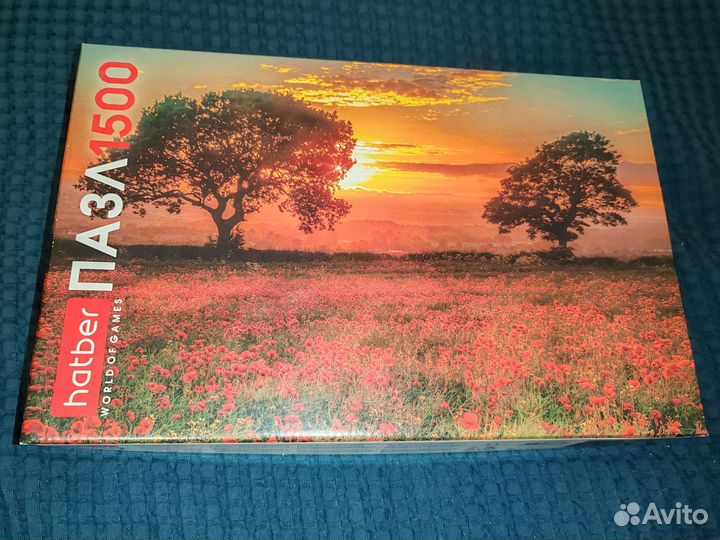 ПАЗЛ 1500
hatber
WORLD OF GAMES
Avito